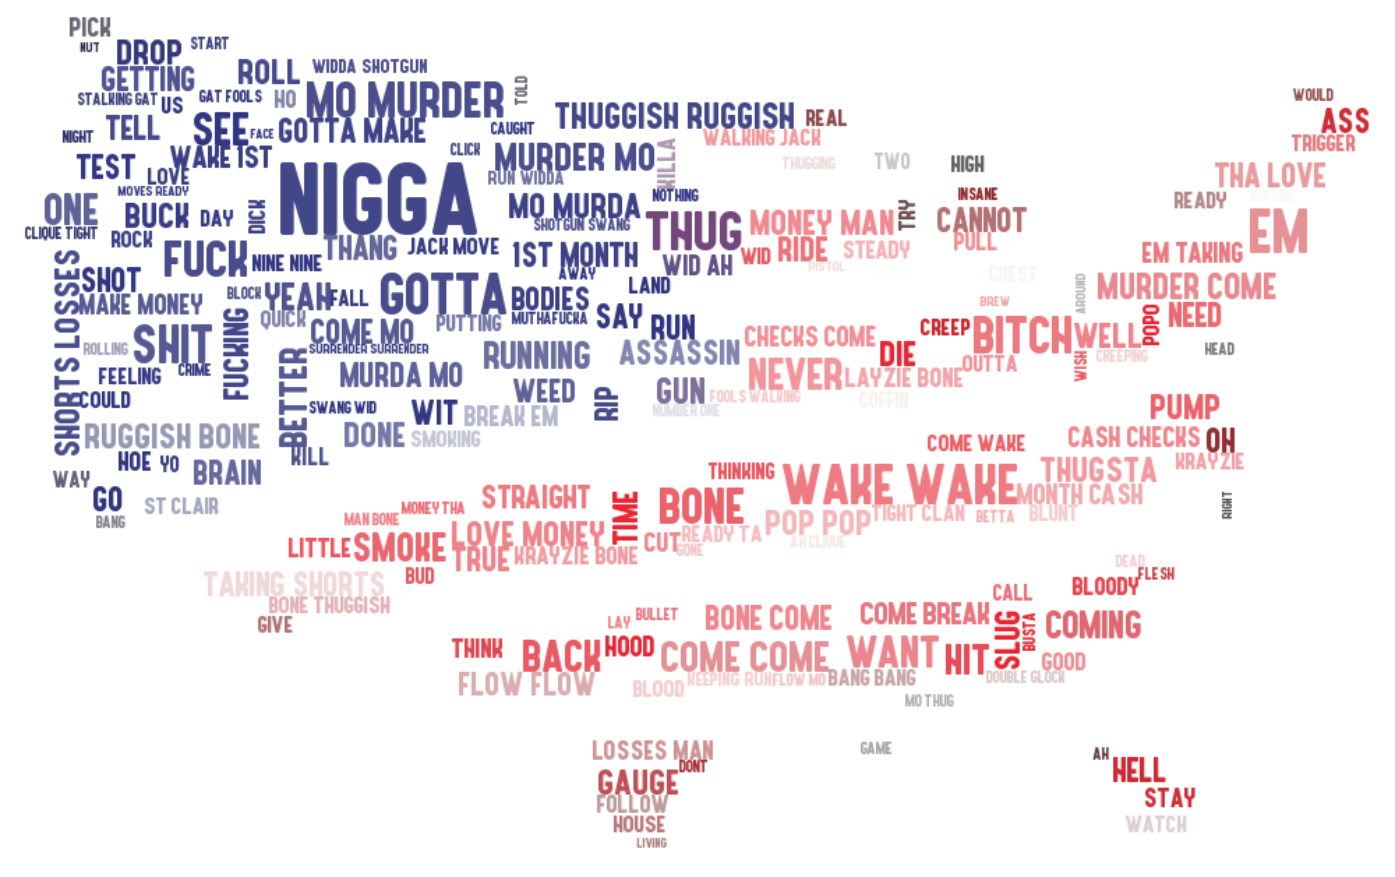 PICK
NUT
DROP
START
GETTING
ROLL
WIDDA SHOTGUN
STALKING GAT
US
GAT FOOLS
HO
MO MURDER
TOLD
THUGGISH RUGGISH
REAL
WOULD
ASS
NIGHT
TELL
SEE
FACE
GOTTA MAKE
CAUGHT
WALKING JACK
TRIGGER
TEST
WAKE 1ST
LOVE
CLICK
MURDER MO
KILLA
THUGGING
TWO
HIGH
THA LOVE
MOVES READY
NIGGA
RUN WIDDA
NOTHING
INSANE
READY
ONE
BUCK
DAY
DICK
MO MURDA
SHOTGUN SWANG
THUG
MONEY MAN
TRY
CANNOT
EM
CLIQUE TIGHT
ROCK
FUCK
NINE NINE
THANG
JACK MOVE
1ST MONTH
WID AH
WID
RIDE
STEADY
PULL
EM TAKING
SHORTS LOSSES
SHOT
AWAY
PISTOL
CHEST
MAKE MONEY
BLOCK
YEAH
FALL
GOTTA
BODIES
LAND
BREW
AROUND
MURDER COME
QUICK
COME MO
PUTTING
MUTHAFUCKA
SAY
RUN
CHECKS COME
CREEP
BITCH
WELL
POPO
NEED
ROLLING
SHIT
FUCKING
SURRENDER SURRENDER
RUNNING
ASSASSIN
DIE
OUTTA
WISH
CREEPING
HEAD
FEELING
CRIME
BETTER
MURDA MO
WEED
GUN
NEVER
LAYZIE BONE
COULD
SWANG WID
WIT
BREAK EM
RIP
FOOLS WALKING
NUMBER ONE
COFFIN
PUMP
RUGGISH BONE
DONE
SMOKING
COME WAKE
CASH CHECKS
OH
HOE
YO
KILL
KRAYZIE
WAY
BRAIN
THINKING
WAKE WAKE
THUGSTA
GO
ST CLAIR
STRAIGHT
TIME
BONE
MONTH CASH
RIGHT
BANG
MAN BONE
MONEY THA
POP POP
TIGHT CLAN
BETTA
BLUNT
LITTLE
SMOKE
LOVE MONEY
CUT
READY TA
AH CLIQUE
TRUE
KRAYZIE BONE
GONE
TAKING SHORTS
BUD
DEAD
FLESH
BONE THUGGISH
CALL
BLOODY
GIVE
LAY
BULLET
BONE COME
COME BREAK
SLUG
BUSTA
COMING
THINK
BACK
HOOD
COME COME
WANT
HIT
GOOD
FLOW FLOW
BLOOD
KEEPING RUN
FLOW MO
BANG BANG
DOUBLE GLOCK
MO THUG
LOSSES MAN
GAME
AH
DONT
HELL
GAUGE
STAY
FOLLOW
HOUSE
WATCH
LIVING